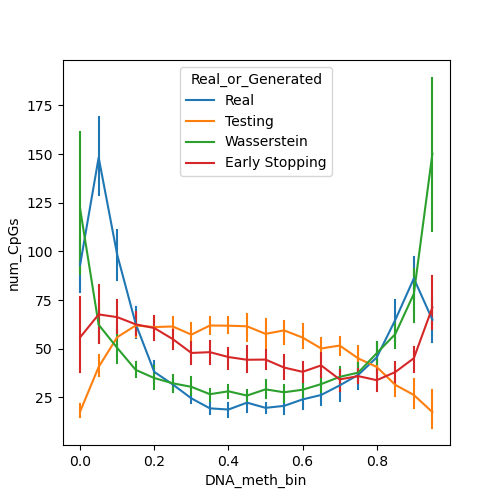 Real_or_Generated
Real
Testing
Wasserstein
Early Stopping
num_CpGs
175
150
125
100
75
50
25
0.0 0.2 0.4 0.6 0.8
DNA_meth_bin